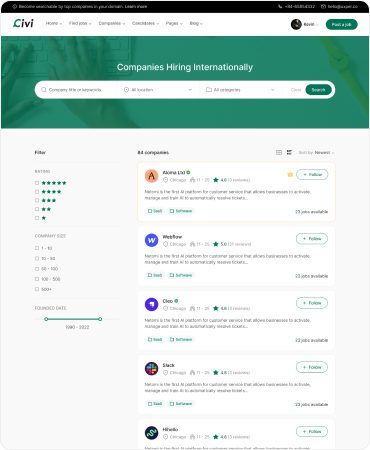 Become searchable by top companies in your domain. Learn more
+84-65854332
hello@uxper.co
Civi
Home
Find jobs
Companies
Candidates
Pages
Blog
Kevin
Post a job
Companies Hiring Internationally
Company title or keywords
All location
All categories
Clear
Search
Filter
RATING
COMPANY SIZE
1 - 10
10 - 50
50 - 100
100 - 500
500+
FOUNDED DATE
1990 - 2022
84 companies
Sort by: Newest
Aloma Ltd
Chicago
11 - 25
4.8 (3 reviews)
+ Follow
Netomi is the first AI platform for customer service that allows businesses to activate,
manage and train AI to automatically resolve tickets...
SaaS
Software
23 jobs available
Webflow
Chicago
11 - 25
5.0 (31 reviews)
+ Follow
Netomi is the first AI platform for customer service that allows businesses to activate,
manage and train AI to automatically resolve tickets...
SaaS
Software
23 jobs available
Cleo
Chicago
11 - 25
4.8 (3 reviews)
+ Follow
Netomi is the first AI platform for customer service that allows businesses to activate,
manage and train AI to automatically resolve tickets...
SaaS
Software
23 jobs available
Slack
Chicago
11 - 25
4.8 (3 reviews)
+ Follow
Netomi is the first AI platform for customer service that allows businesses to activate,
manage and train AI to automatically resolve tickets...
SaaS
Software
23 jobs available
Hihello
Chicago
11 - 25
4.8 (3 reviews)
+ Follow